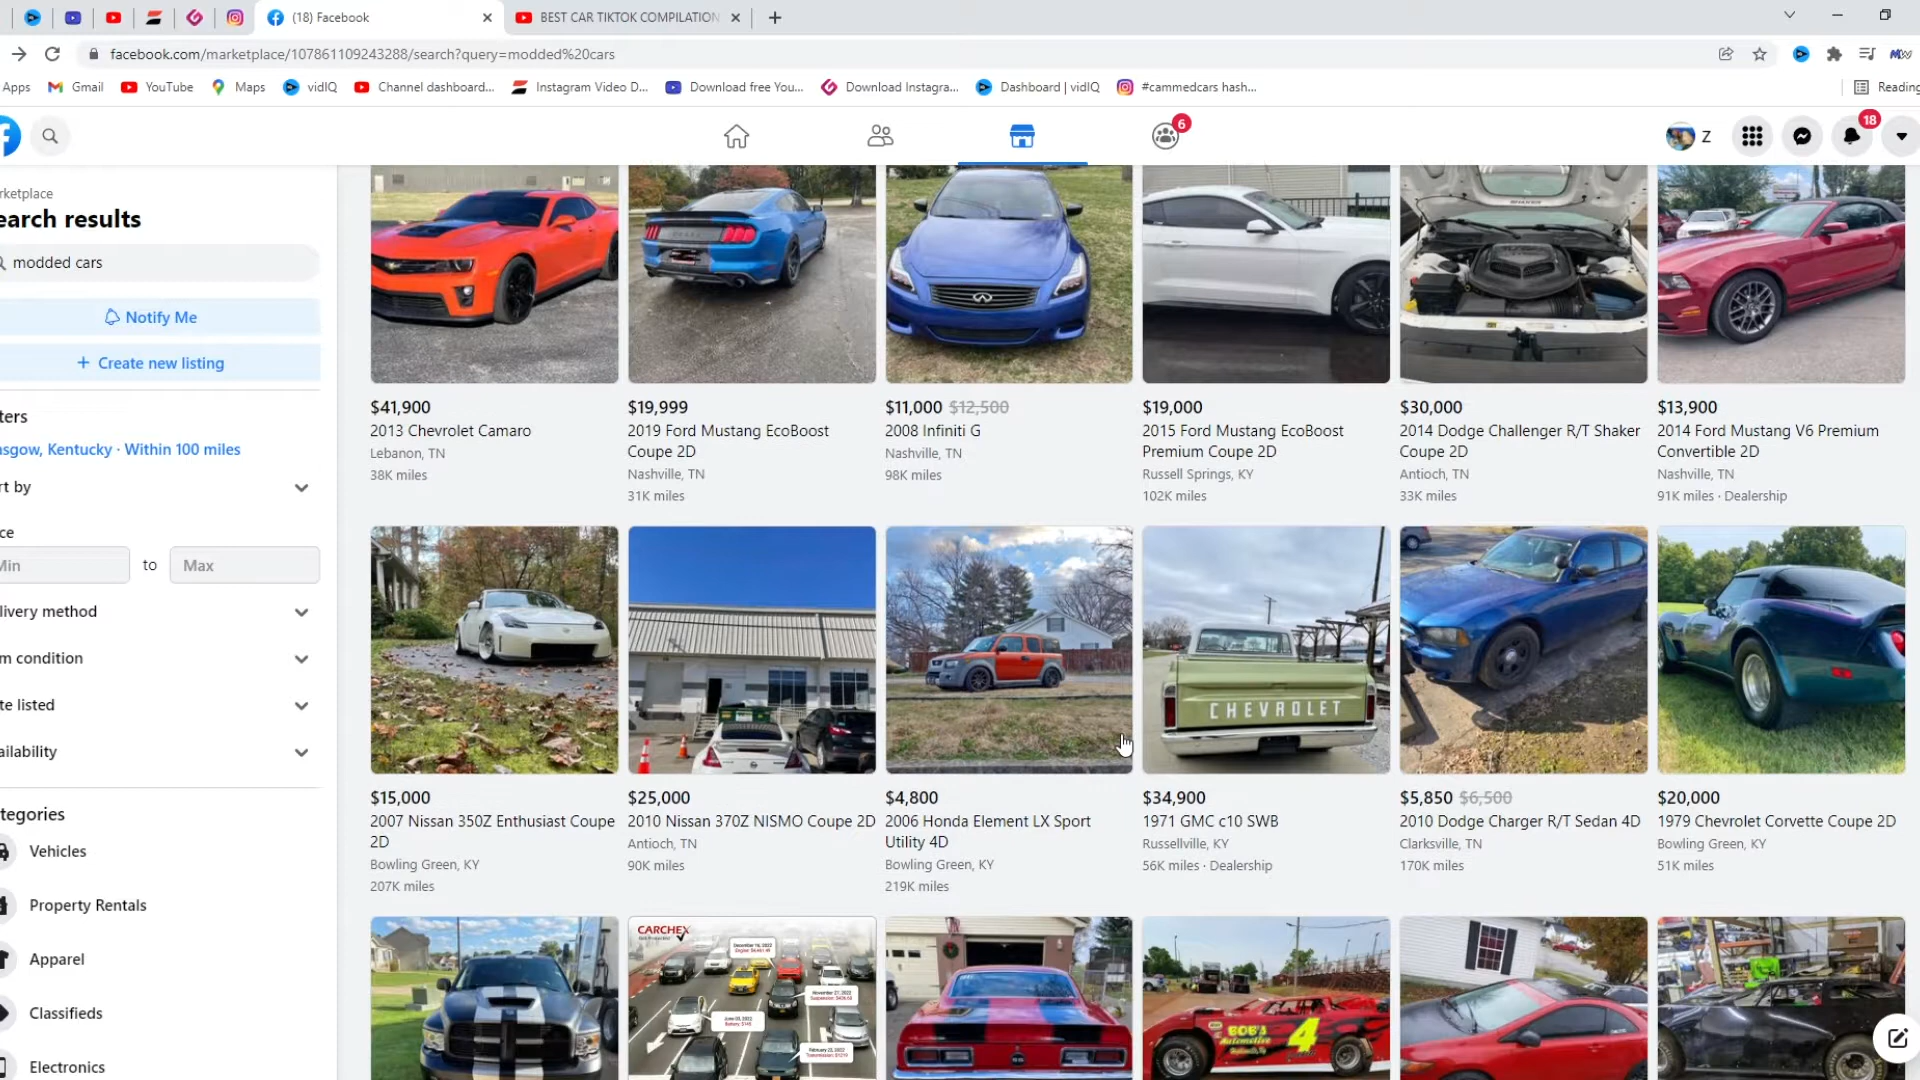 (18) Facebook
BEST CAR TIKTOK COMPILATION
facebook.com/marketplace/107861109243288/search?query=modded%20cars
Apps
Gmail
YouTube
Maps
vidIQ
Channel dashboard...
Instagram Video D...
Download free You...
Download Instagra...
Dashboard | vidIQ
#cammedcars hash...
Reading
6
Z
18
rketplace
earch results
modded cars
Notify Me
+ Create new listing
ters
asgow, Kentucky · Within 100 miles
rt by
ce
Min
to
Max
livery method
m condition
te listed
ailability
tegories
Vehicles
Property Rentals
Apparel
Classifieds
Electronics
$41,900
2013 Chevrolet Camaro
Lebanon, TN
38K miles
$19,999
2019 Ford Mustang EcoBoost
Coupe 2D
Nashville, TN
31K miles
$11,000 $12,500
2008 Infiniti G
Nashville, TN
98K miles
$19,000
2015 Ford Mustang EcoBoost
Premium Coupe 2D
Russell Springs, KY
102K miles
$30,000
2014 Dodge Challenger R/T Shaker
Coupe 2D
Antioch, TN
33K miles
$13,900
2014 Ford Mustang V6 Premium
Convertible 2D
Nashville, TN
91K miles · Dealership
CHEVROLET
$15,000
2007 Nissan 350Z Enthusiast Coupe
2D
Bowling Green, KY
207K miles
$25,000
2010 Nissan 370Z NISMO Coupe 2D
Antioch, TN
90K miles
$4,800
2006 Honda Element LX Sport
Utility 4D
Bowling Green, KY
219K miles
$34,900
1971 GMC c10 SWB
Russellville, KY
56K miles · Dealership
$5,850 $6,500
2010 Dodge Charger R/T Sedan 4D
Clarksville, TN
170K miles
$20,000
1979 Chevrolet Corvette Coupe 2D
Bowling Green, KY
51K miles
CARCHEX
BOB'S
Automotive
4